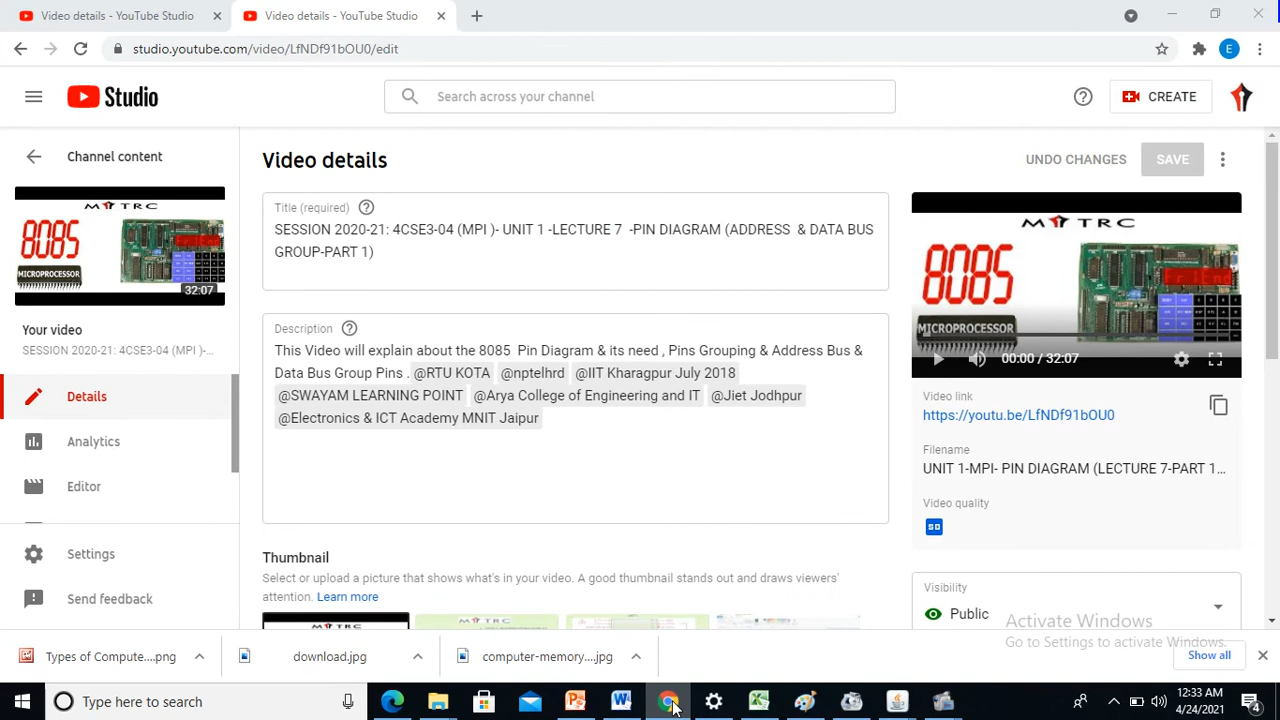 Video details - YouTube Studio
Video details - YouTube Studio
studio.youtube.com/video/LfNDf91bOU0/edit
E
Studio
Search across your channel
CREATE
Channel content
MITRC
8085
MICROPROCESSOR
32:07
Your video
SESSION 2020-21: 4CSE3-04 (MPI )-...
Details
Analytics
Editor
Settings
Send feedback
Video details
UNDO CHANGES
SAVE
Title (required)
SESSION 2020-21: 4CSE3-04 (MPI )- UNIT 1 -LECTURE 7 -PIN DIAGRAM (ADDRESS & DATA BUS
GROUP-PART 1)
Description
This Video will explain about the 8085 Pin Diagram & its need , Pins Grouping & Address Bus &
Data Bus Group Pins . @RTU KOTA @nptelhrd @IIT Kharagpur July 2018
@SWAYAM LEARNING POINT @Arya College of Engineering and IT @Jiet Jodhpur
@Electronics & ICT Academy MNIT Jaipur
Thumbnail
Select or upload a picture that shows what's in your video. A good thumbnail stands out and draws viewers'
attention. Learn more
MITRC
8085
MICROPROCESSOR
00:00 / 32:07
Video link
https://youtu.be/LfNDf91bOU0
Filename
UNIT 1-MPI- PIN DIAGRAM (LECTURE 7-PART 1...
Video quality
SD
Visibility
Public
Activate Windows
Go to Settings to activate Windows.
Types of Compute....png
download.jpg
computer-memory....jpg
Show all
Type here to search
12:33 AM
4/24/2021
4